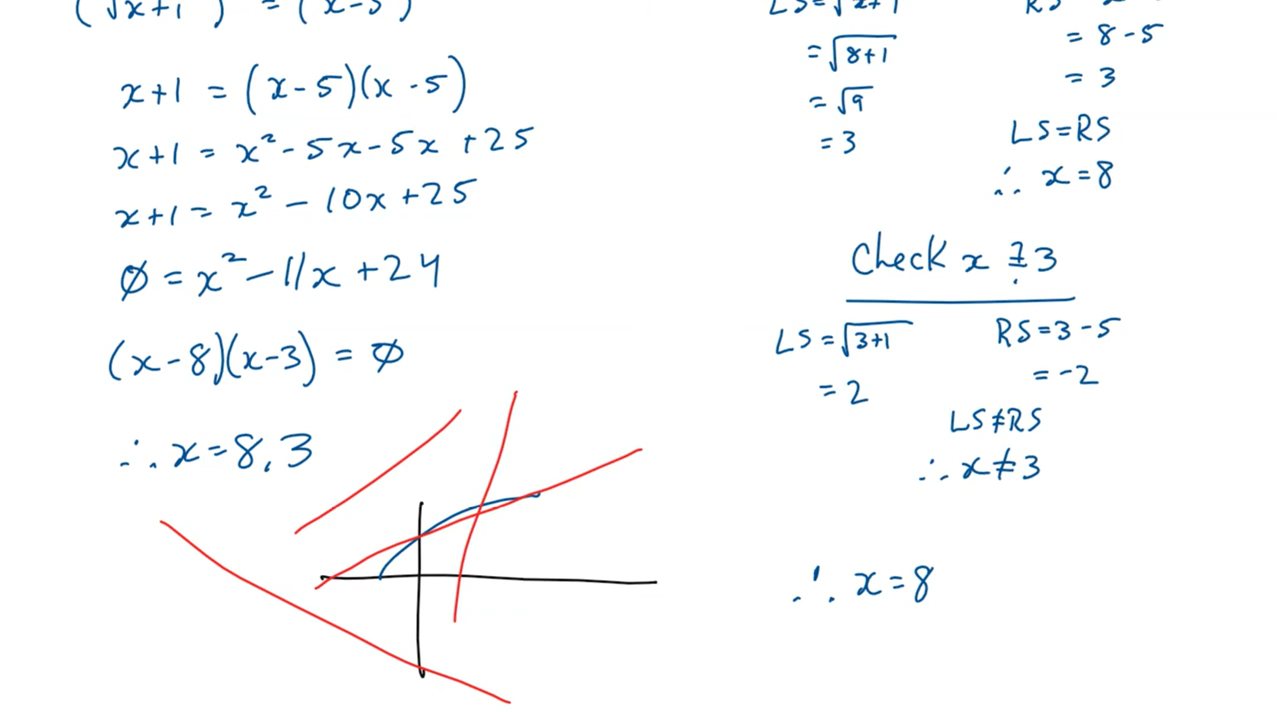 (√x+1 )  = (x-5 )
x+1 = (x-5)(x-5)
x+1 = x²-5x-5x+25
x+1 = x²-10x+25
∅ = x²-11x+24
(x-8)(x-3) = ∅
∴ x=8,3
= √8+1
= √9
= 3
= 8-5
= 3
LS=RS
∴ x=8
Check x ≟ 3
LS = √3+1
= 2
RS = 3-5
= -2
LS≠RS
∴ x≠3
∴ x=8